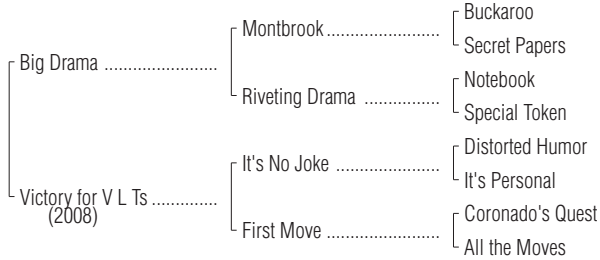 Buckaroo
Montbrook
Secret Papers
Big Drama
Notebook
Riveting Drama
Special Token
Distorted Humor
It's No Joke
It's Personal
Victory for V L Ts
(2008)
Coronado's Quest
First Move
All the Moves